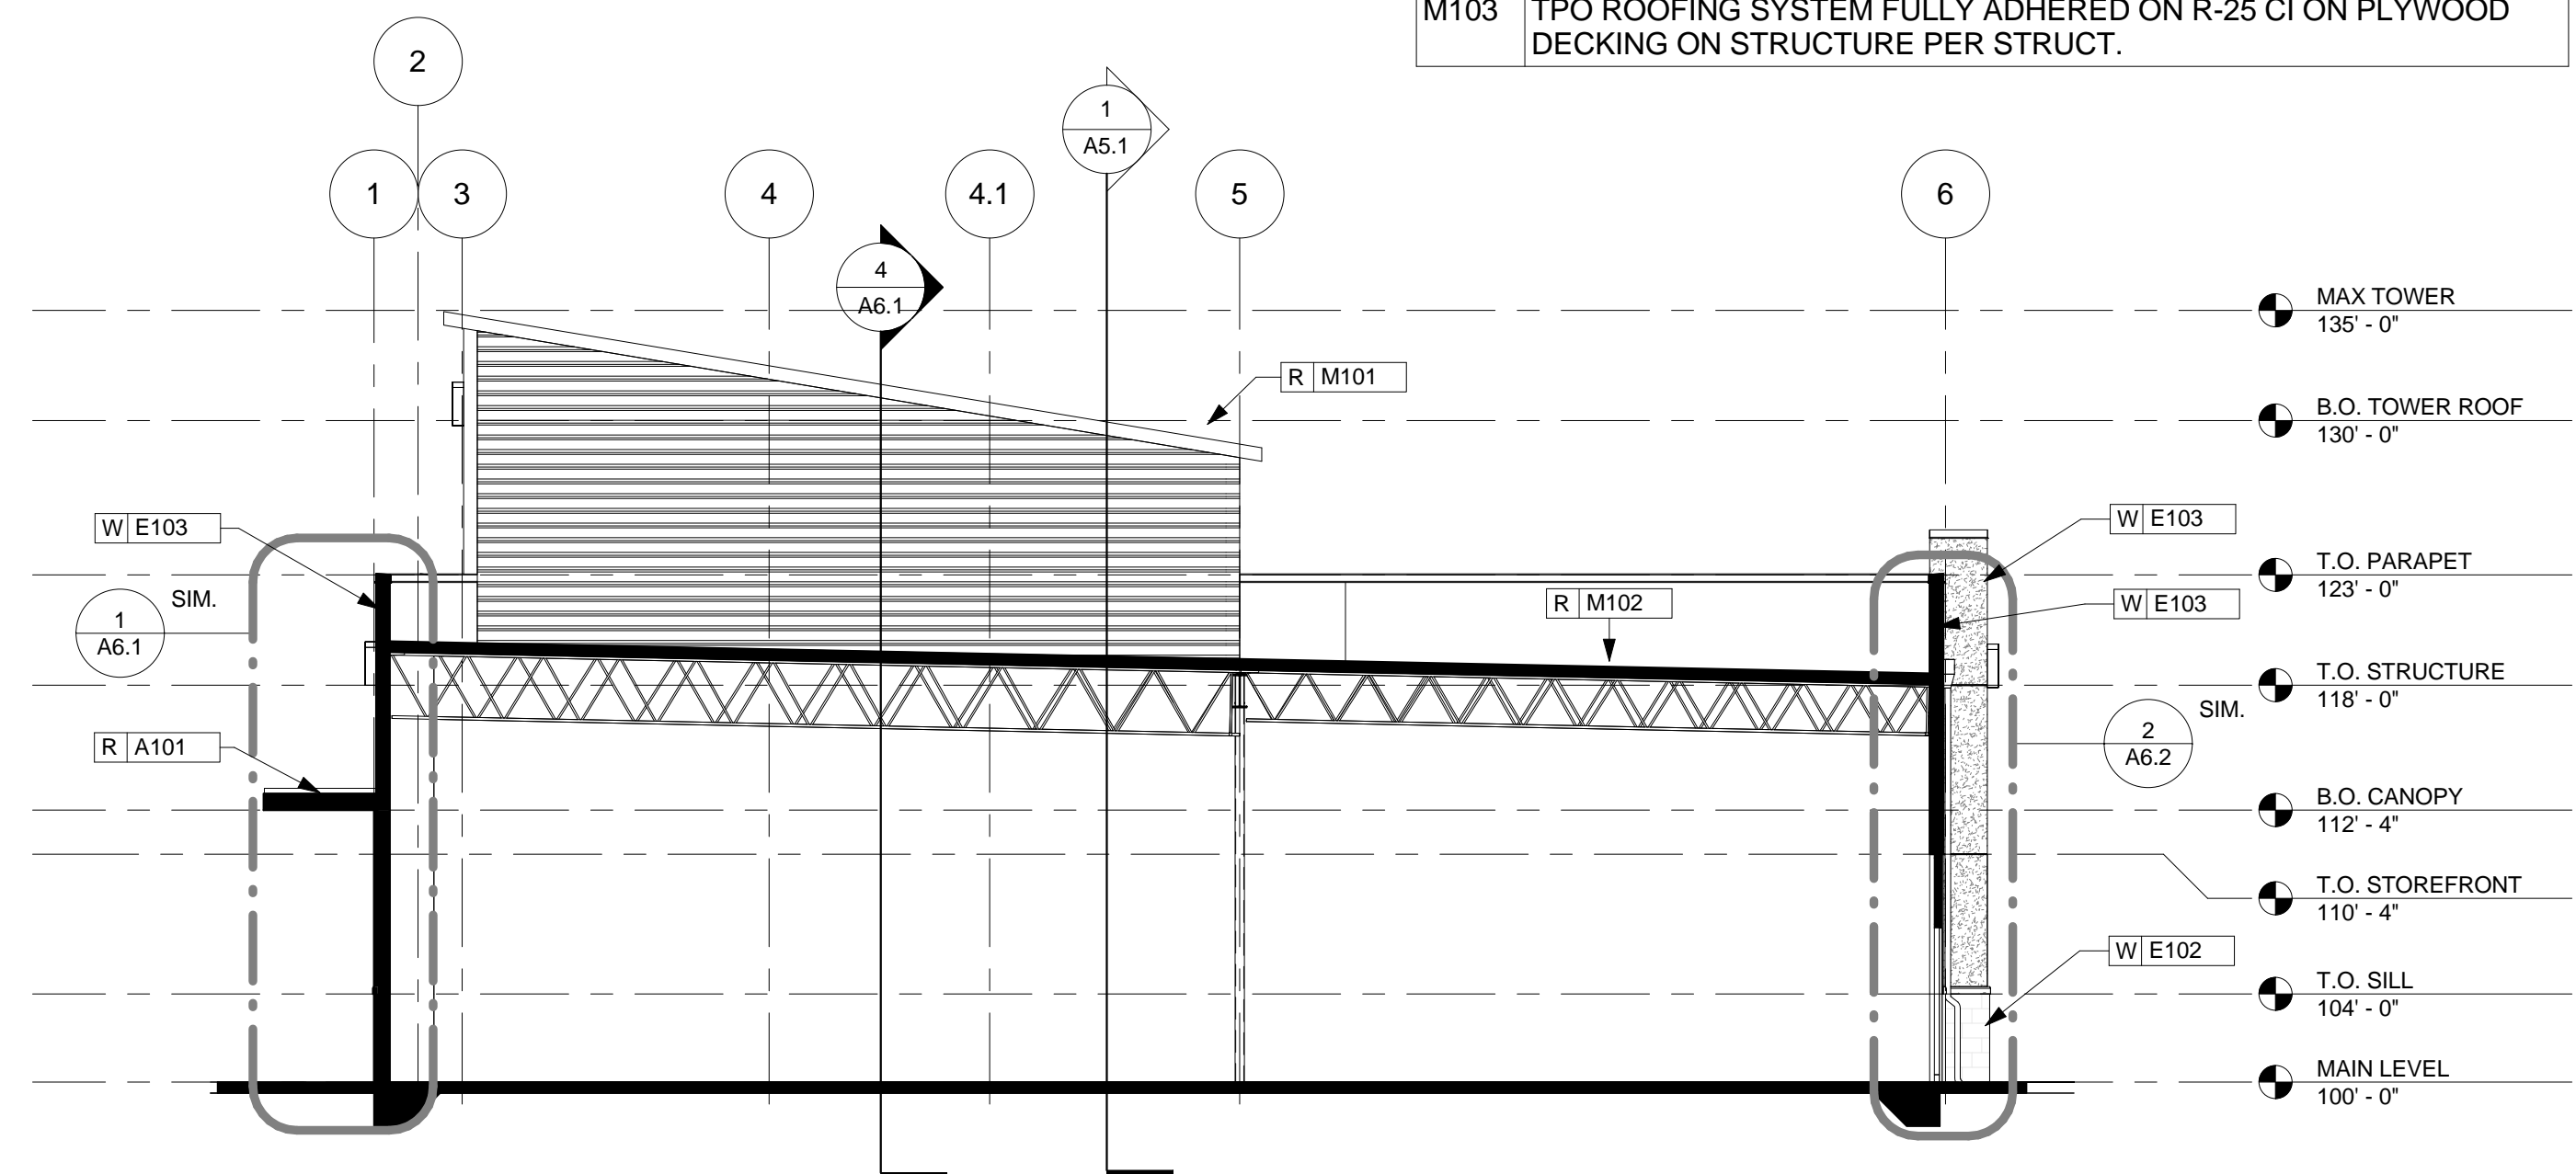 M103 TPO ROOFING SYSTEM FULLY ADHERED ON R-25 CI ON PLYWOOD
DECKING ON STRUCTURE PER STRUCT.
2
1
A5.1
1
3
4
4.1
5
6
4
A6.1
MAX TOWER
135' - 0"
R M101
B.O. TOWER ROOF
130' - 0"
W E103
W E103
T.O. PARAPET
123' - 0"
SIM.
1
A6.1
R M102
W E103
T.O. STRUCTURE
118' - 0"
SIM.
2
A6.2
R A101
B.O. CANOPY
112' - 4"
T.O. STOREFRONT
110' - 4"
W E102
T.O. SILL
104' - 0"
MAIN LEVEL
100' - 0"